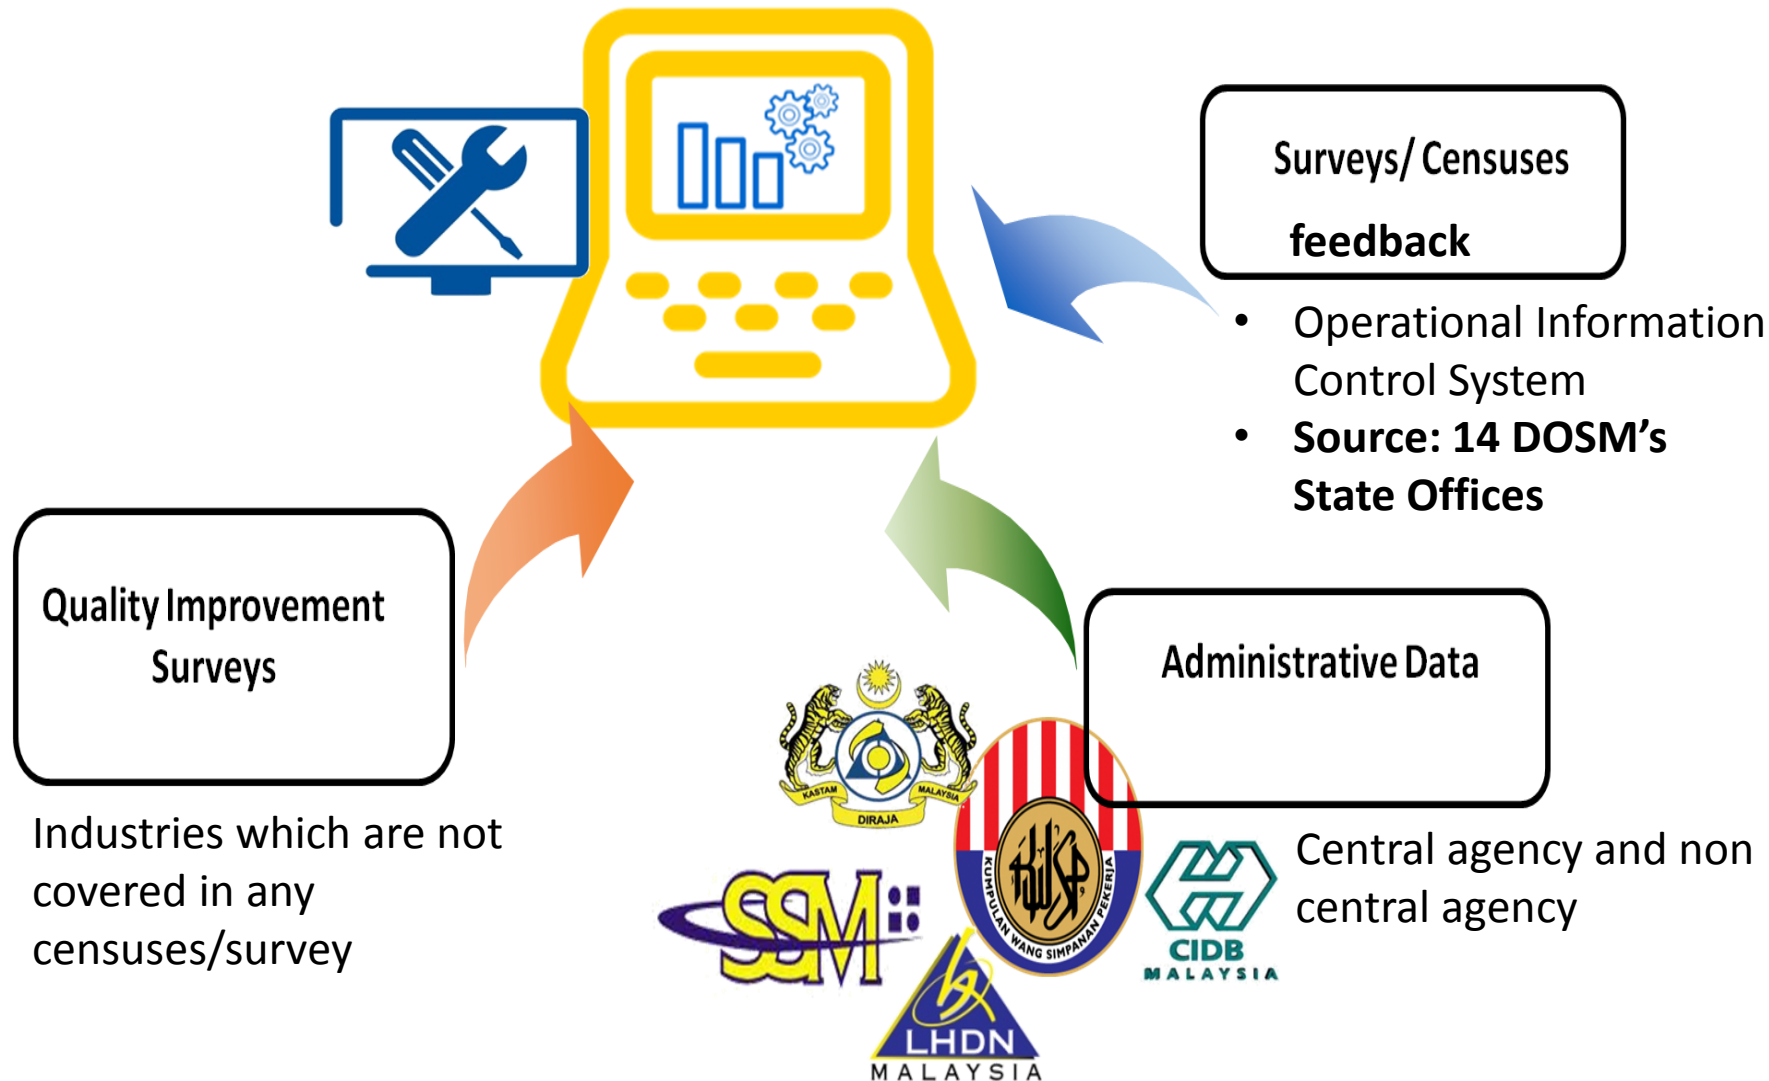 Surveys/ Censuses
feedback
• Operational Information
Control System
• Source: 14 DOSM’s
State Offices
Quality Improvement
Surveys
Industries which are not
covered in any
censuses/survey
Administrative Data
Central agency and non
central agency
KASTAM DIRAJA MALAYSIA
KWSP
KUMPULAN WANG SIMPANAN PEKERJA
SSM
CIDB
MALAYSIA
LHDN
MALAYSIA